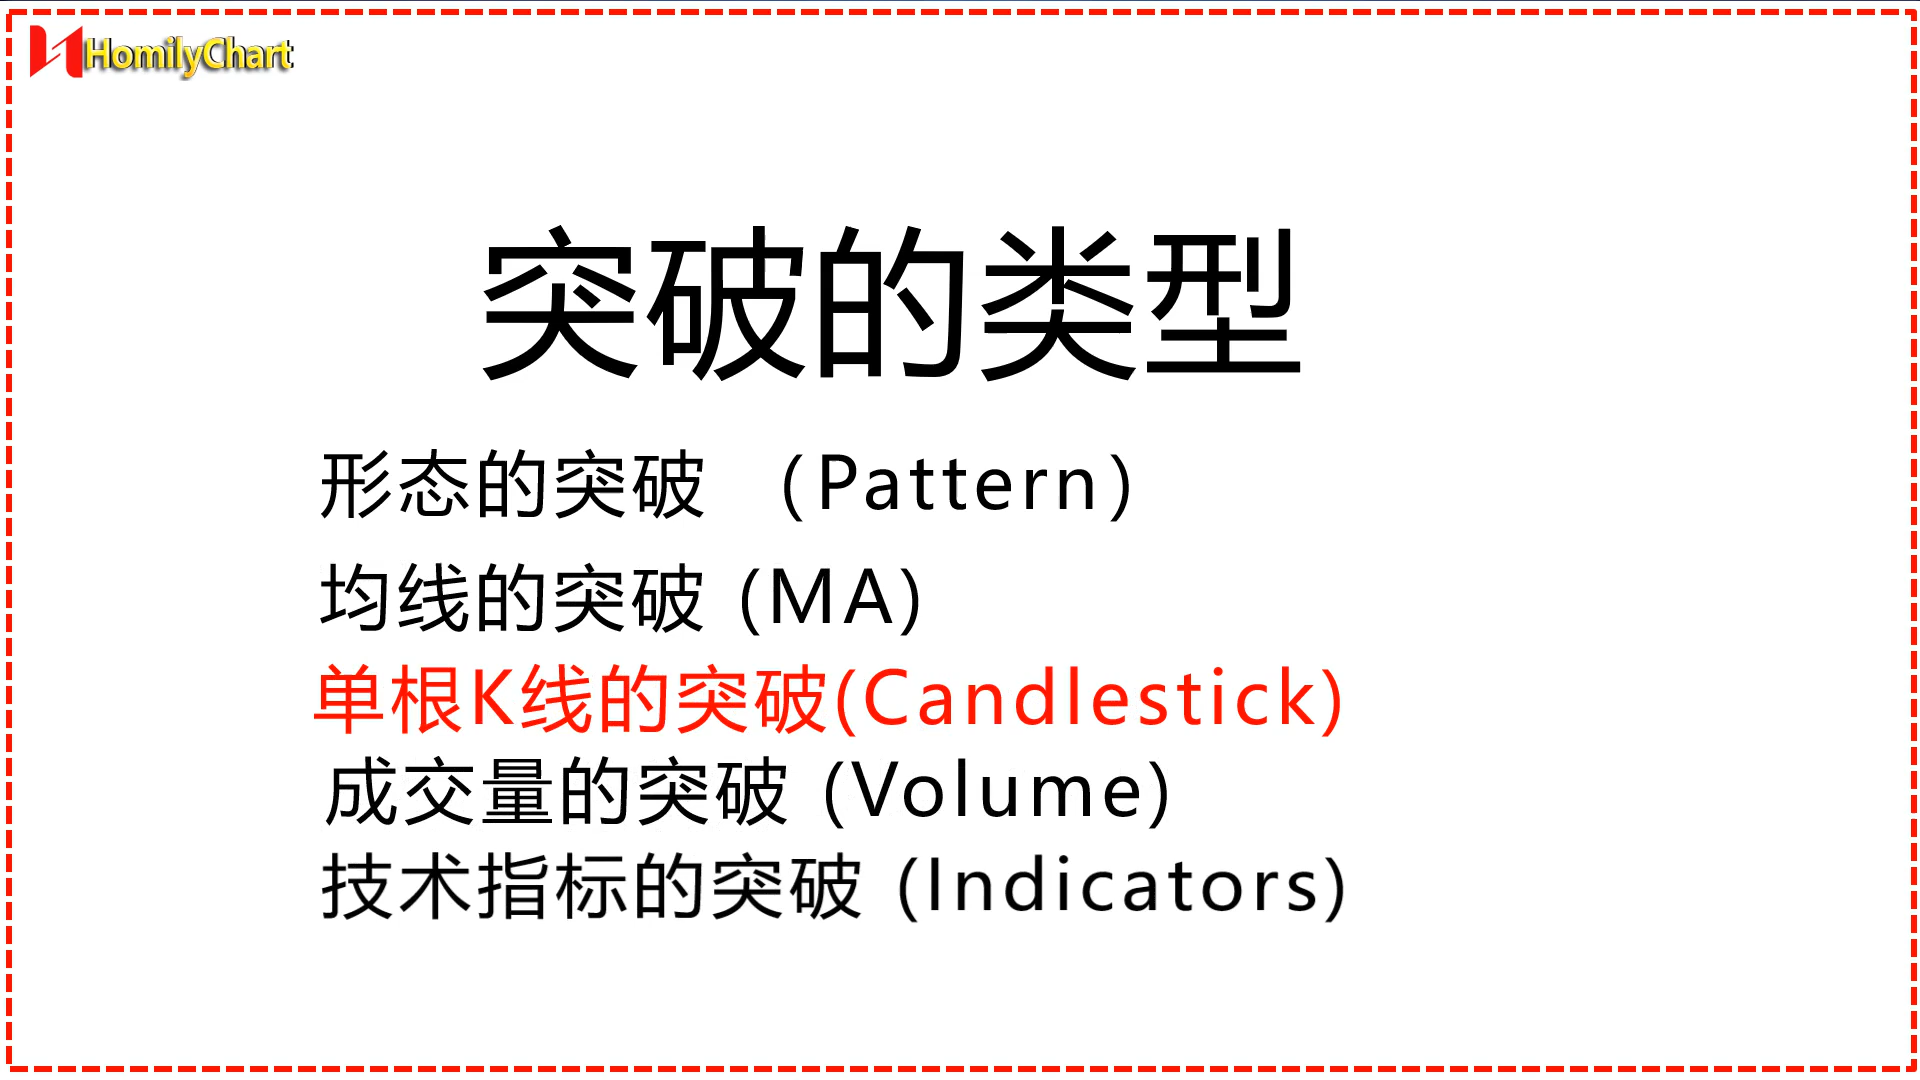 HomilyChart
突破的类型
形态的突破 （Pattern）
均线的突破 (MA)
单根K线的突破(Candlestick)
成交量的突破 (Volume)
技术指标的突破 (Indicators)